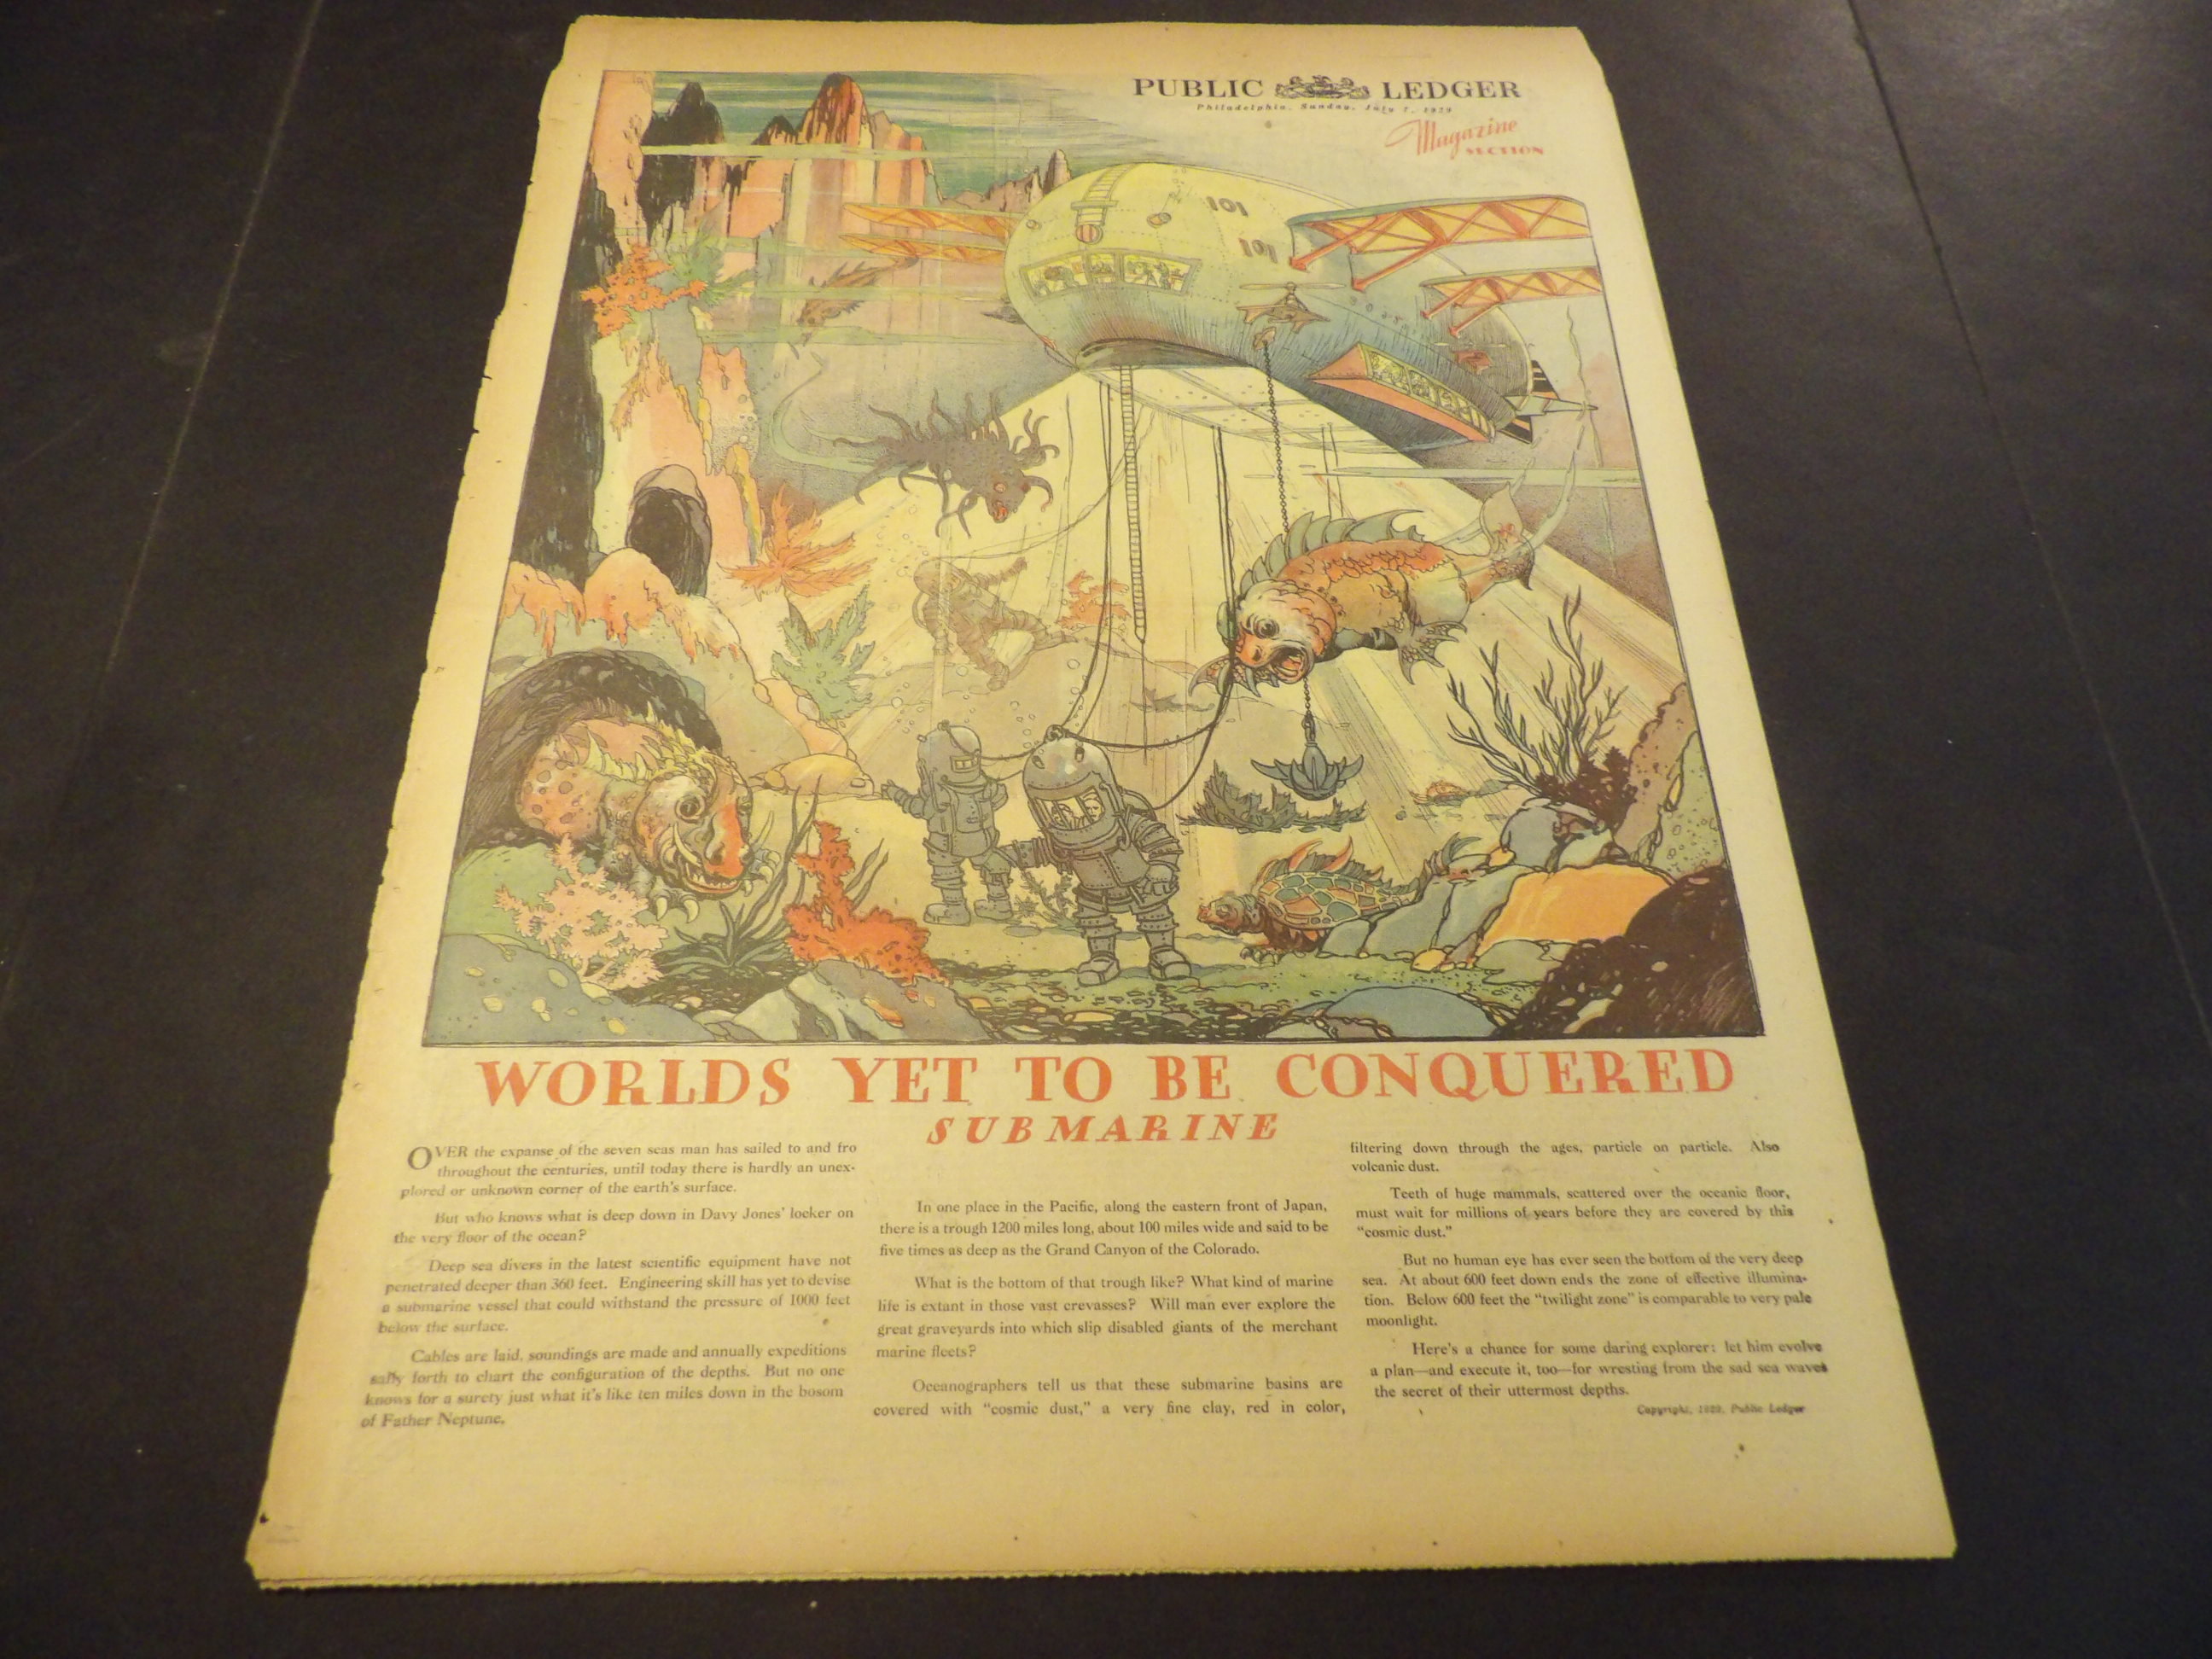 PUBLIC LEDGER
Philadelphia, Sunday, July 7, 1929
Magazine
SECTION
101
101
WORLDS YET TO BE CONQUERED
SUBMARINE
OVER the expanse of the seven seas man has sailed to and fro
throughout the centuries, until today there is hardly an unex-
plored or unknown corner of the earth's surface.
But who knows what is deep down in Davy Jones' locker on
the very floor of the ocean?
Deep sea divers in the latest scientific equipment have not
penetrated deeper than 360 feet. Engineering skill has yet to devise
a submarine vessel that could withstand the pressure of 1000 feet
below the surface.
Cables are laid, soundings are made and annually expeditions
sally forth to chart the configuration of the depths. But no one
knows for a surety just what it's like ten miles down in the bosom
of Father Neptune.
In one place in the Pacific, along the eastern front of Japan,
there is a trough 1200 miles long, about 100 miles wide and said to be
five times as deep as the Grand Canyon of the Colorado.
What is the bottom of that trough like? What kind of marine
life is extant in those vast crevasses? Will man ever explore the
great graveyards into which slip disabled giants of the merchant
marine fleets?
Oceanographers tell us that these submarine basins are
covered with "cosmic dust," a very fine clay, red in color,
filtering down through the ages, particle on particle. Also
volcanic dust.
Teeth of huge mammals, scattered over the oceanic floor,
must wait for millions of years before they are covered by this
"cosmic dust."
But no human eye has ever seen the bottom of the very deep
sea. At about 600 feet down ends the zone of effective illumina-
tion. Below 600 feet the "twilight zone" is comparable to very pale
moonlight.
Here's a chance for some daring explorer: let him evolve
a plan—and execute it, too—for wresting from the sad sea waves
the secret of their uttermost depths.
Copyright, 1929, Public Ledger